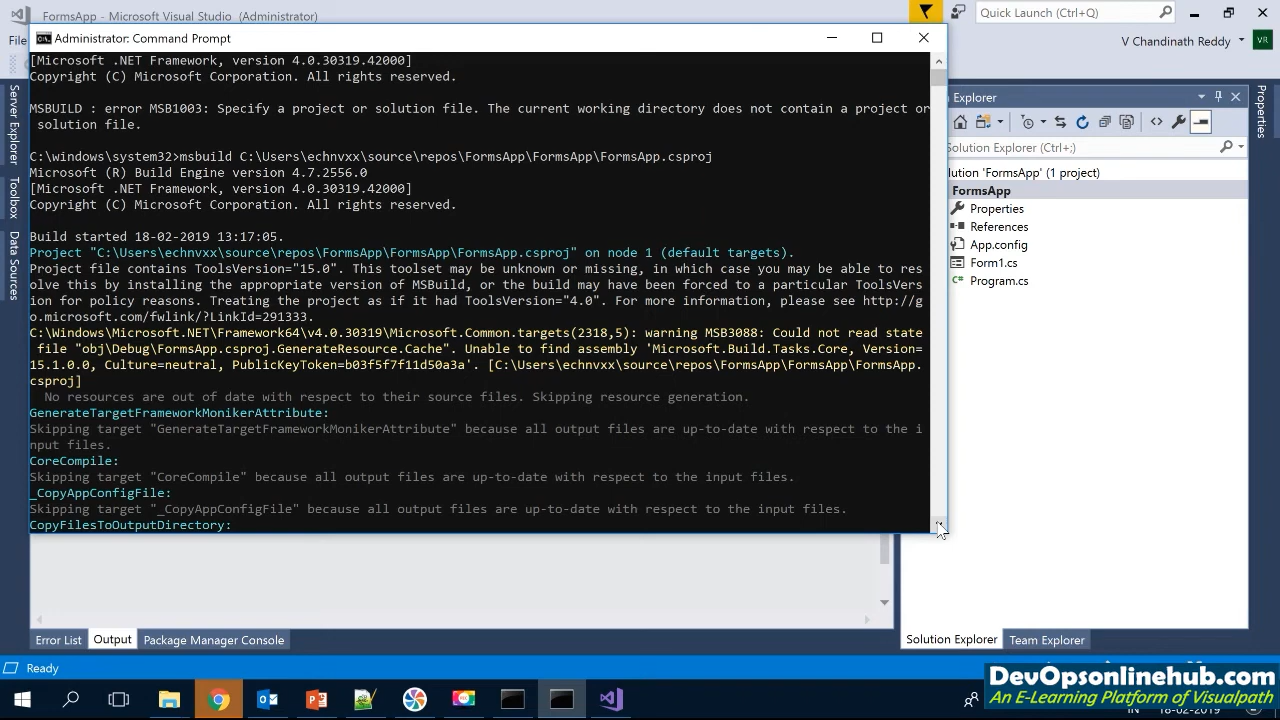 FormsApp - Microsoft Visual Studio (Administrator)
Quick Launch (Ctrl+Q)
V Chandinath Reddy
VR
Administrator: Command Prompt
[Microsoft .NET Framework, version 4.0.30319.42000]
Copyright (C) Microsoft Corporation. All rights reserved.
MSBUILD : error MSB1003: Specify a project or solution file. The current working directory does not contain a project or
solution file.
C:\windows\system32>msbuild C:\Users\echnvxx\source\repos\FormsApp\FormsApp\FormsApp.csproj
Microsoft (R) Build Engine version 4.7.2556.0
[Microsoft .NET Framework, version 4.0.30319.42000]
Copyright (C) Microsoft Corporation. All rights reserved.
Build started 18-02-2019 13:17:05.
Project "C:\Users\echnvxx\source\repos\FormsApp\FormsApp\FormsApp.csproj" on node 1 (default targets).
Project file contains ToolsVersion="15.0". This toolset may be unknown or missing, in which case you may be able to res
olve this by installing the appropriate version of MSBuild, or the build may have been forced to a particular ToolsVers
ion for policy reasons. Treating the project as if it had ToolsVersion="4.0". For more information, please see http://g
o.microsoft.com/fwlink/?LinkId=291333.
C:\Windows\Microsoft.NET\Framework64\v4.0.30319\Microsoft.Common.targets(2318,5): warning MSB3088: Could not read state
file "obj\Debug\FormsApp.csproj.GenerateResource.Cache". Unable to find assembly 'Microsoft.Build.Tasks.Core, Version=
15.1.0.0, Culture=neutral, PublicKeyToken=b03f5f7f11d50a3a'. [C:\Users\echnvxx\source\repos\FormsApp\FormsApp\FormsApp.
csproj]
No resources are out of date with respect to their source files. Skipping resource generation.
GenerateTargetFrameworkMonikerAttribute:
Skipping target "GenerateTargetFrameworkMonikerAttribute" because all output files are up-to-date with respect to the i
nput files.
CoreCompile:
Skipping target "CoreCompile" because all output files are up-to-date with respect to the input files.
_CopyAppConfigFile:
Skipping target "_CopyAppConfigFile" because all output files are up-to-date with respect to the input files.
CopyFilesToOutputDirectory:
Server Explorer
Toolbox
Data Sources
Explorer
Solution Explorer (Ctrl+;)
lution 'FormsApp' (1 project)
FormsApp
Properties
References
App.config
Form1.cs
Program.cs
Properties
Error List
Output
Package Manager Console
Solution Explorer
Team Explorer
Ready
DevOpsonlinehub.com
An E-Learning Platform of Visualpath
18-02-2019